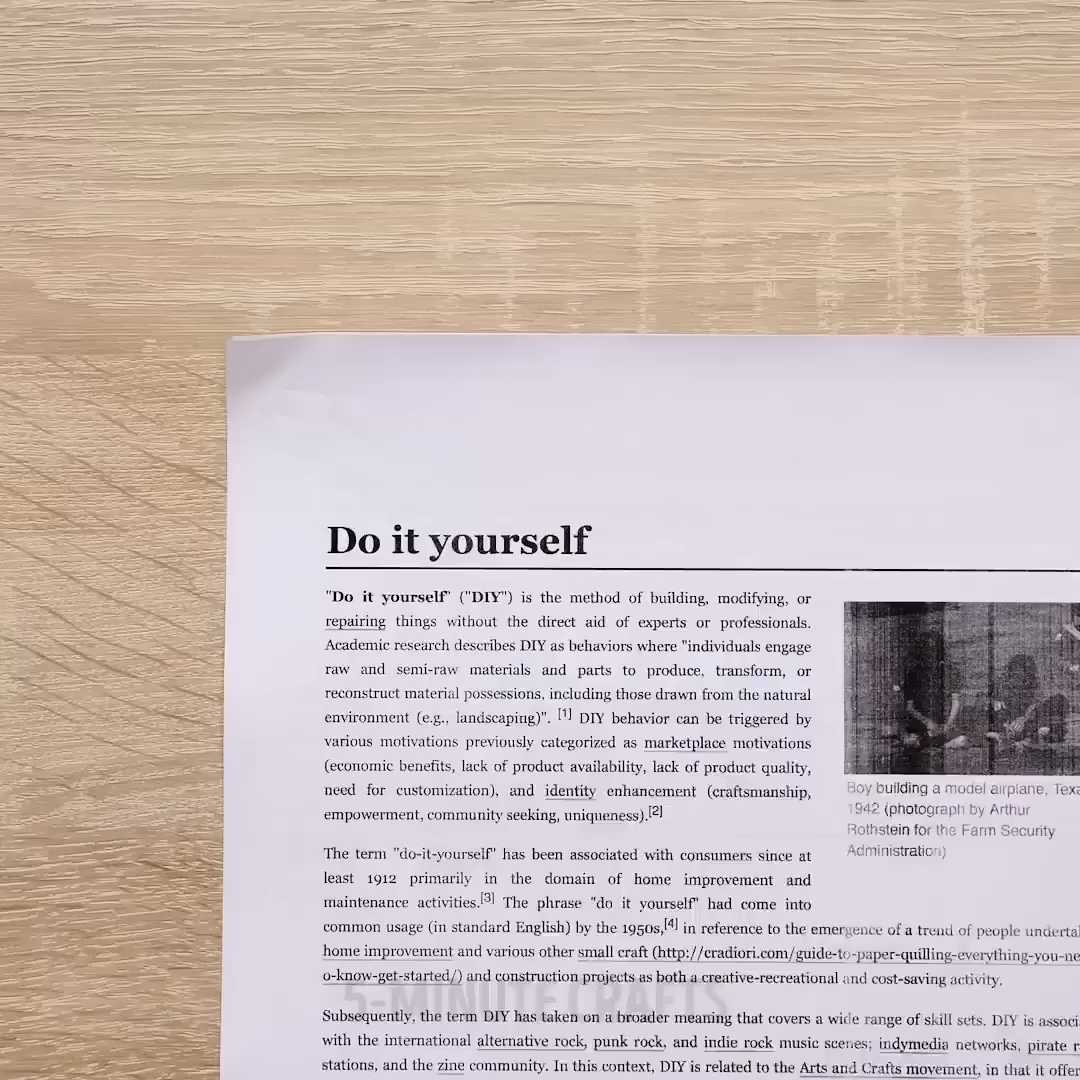 Do it yourself
"Do it yourself" ("DIY") is the method of building, modifying, or
repairing things without the direct aid of experts or professionals.
Academic research describes DIY as behaviors where "individuals engage
raw and semi-raw materials and parts to produce, transform, or
reconstruct material possessions, including those drawn from the natural
environment (e.g., landscaping)". [1] DIY behavior can be triggered by
various motivations previously categorized as marketplace motivations
(economic benefits, lack of product availability, lack of product quality,
need for customization), and identity enhancement (craftsmanship,
empowerment, community seeking, uniqueness).[2]
Boy building a model airplane, Texa
1942 (photograph by Arthur
Rothstein for the Farm Security
Administration)
The term "do-it-yourself" has been associated with consumers since at
least 1912 primarily in the domain of home improvement and
maintenance activities.[3] The phrase "do it yourself" had come into
common usage (in standard English) by the 1950s,[4] in reference to the emergence of a trend of people undertal
home improvement and various other small craft (http://cradiori.com/guide-to-paper-quilling-everything-you-ne
o-know-get-started/) and construction projects as both a creative-recreational and cost-saving activity.
5-MINUTE CRAFTS
Subsequently, the term DIY has taken on a broader meaning that covers a wide range of skill sets. DIY is associ
with the international alternative rock, punk rock, and indie rock music scenes; indymedia networks, pirate r
stations, and the zine community. In this context, DIY is related to the Arts and Crafts movement, in that it offer